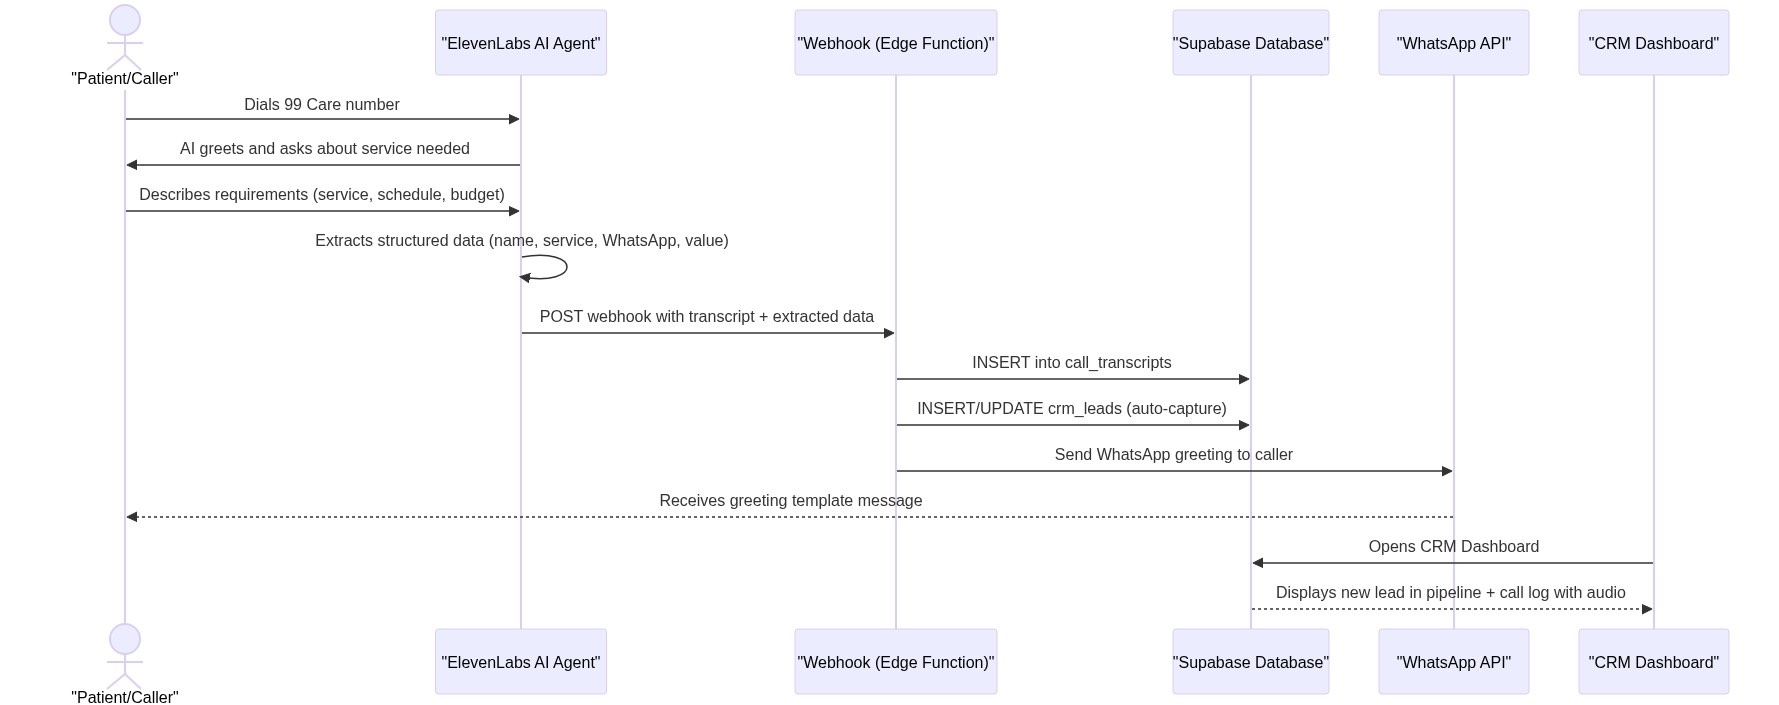 "Patient/Caller"
"ElevenLabs AI Agent"
"Webhook (Edge Function)"
"Supabase Database"
"WhatsApp API"
"CRM Dashboard"
Dials 99 Care number
AI greets and asks about service needed
Describes requirements (service, schedule, budget)
Extracts structured data (name, service, WhatsApp, value)
POST webhook with transcript + extracted data
INSERT into call_transcripts
INSERT/UPDATE crm_leads (auto-capture)
Send WhatsApp greeting to caller
Receives greeting template message
Opens CRM Dashboard
Displays new lead in pipeline + call log with audio
"Patient/Caller"
"ElevenLabs AI Agent"
"Webhook (Edge Function)"
"Supabase Database"
"WhatsApp API"
"CRM Dashboard"